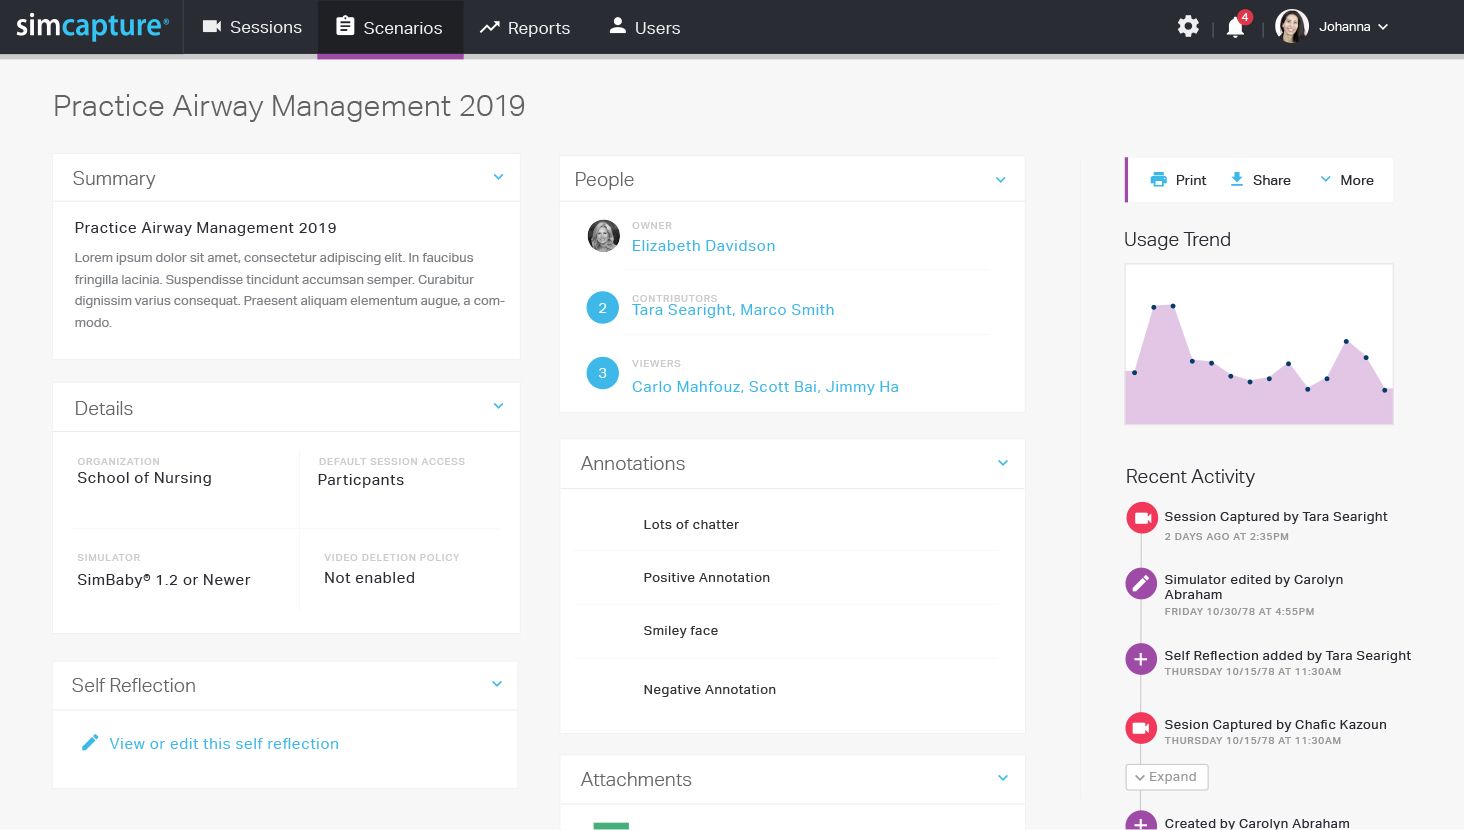 simcapture®
Sessions
Scenarios
Reports
Users
4
Johanna
Practice Airway Management 2019
Summary
Practice Airway Management 2019
Lorem ipsum dolor sit amet, consectetur adipiscing elit. In faucibus
fringilla lacinia. Suspendisse tincidunt accumsan semper. Curabitur
dignissim varius consequat. Praesent aliquam elementum augue, a com-
modo.
Details
ORGANIZATION
School of Nursing
DEFAULT SESSION ACCESS
Particpants
SIMULATOR
SimBaby® 1.2 or Newer
VIDEO DELETION POLICY
Not enabled
Self Reflection
View or edit this self reflection
People
OWNER
Elizabeth Davidson
2
CONTRIBUTORS
Tara Searight, Marco Smith
3
VIEWERS
Carlo Mahfouz, Scott Bai, Jimmy Ha
Annotations
Lots of chatter
Positive Annotation
Smiley face
Negative Annotation
Attachments
Print
Share
More
Usage Trend
Recent Activity
Session Captured by Tara Searight
2 DAYS AGO AT 2:35PM
Simulator edited by Carolyn
Abraham
FRIDAY 10/30/78 AT 4:55PM
Self Reflection added by Tara Searight
THURSDAY 10/15/78 AT 11:30AM
Sesion Captured by Chafic Kazoun
THURSDAY 10/15/78 AT 11:30AM
Expand
Created by Carolyn Abraham